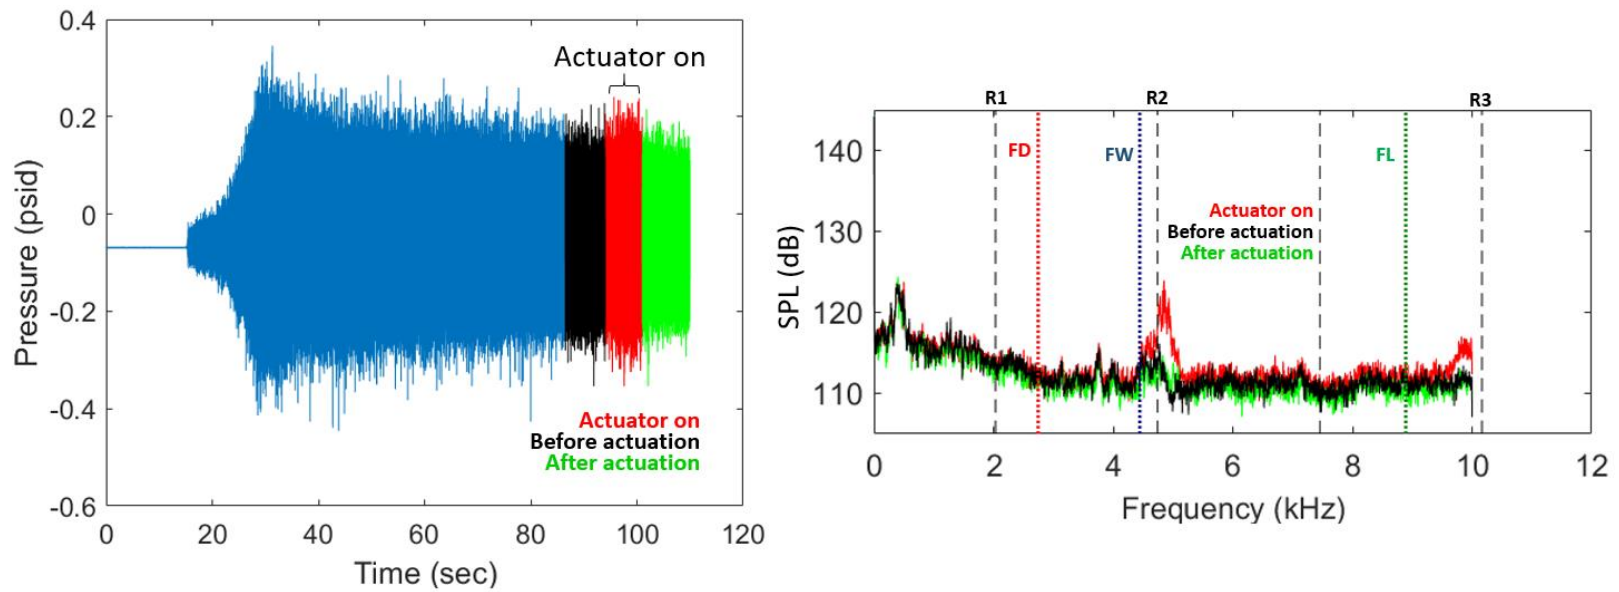 0.4
0.2
0
-0.2
-0.4
-0.6
Pressure (psid)
Actuator on
Actuator on
Before actuation
After actuation
0 20 40 60 80 100 120
Time (sec)
R1 R2 R3
FD FW FL
140
130
120
110
SPL (dB)
Actuator on
Before actuation
After actuation
0 2 4 6 8 10 12
Frequency (kHz)